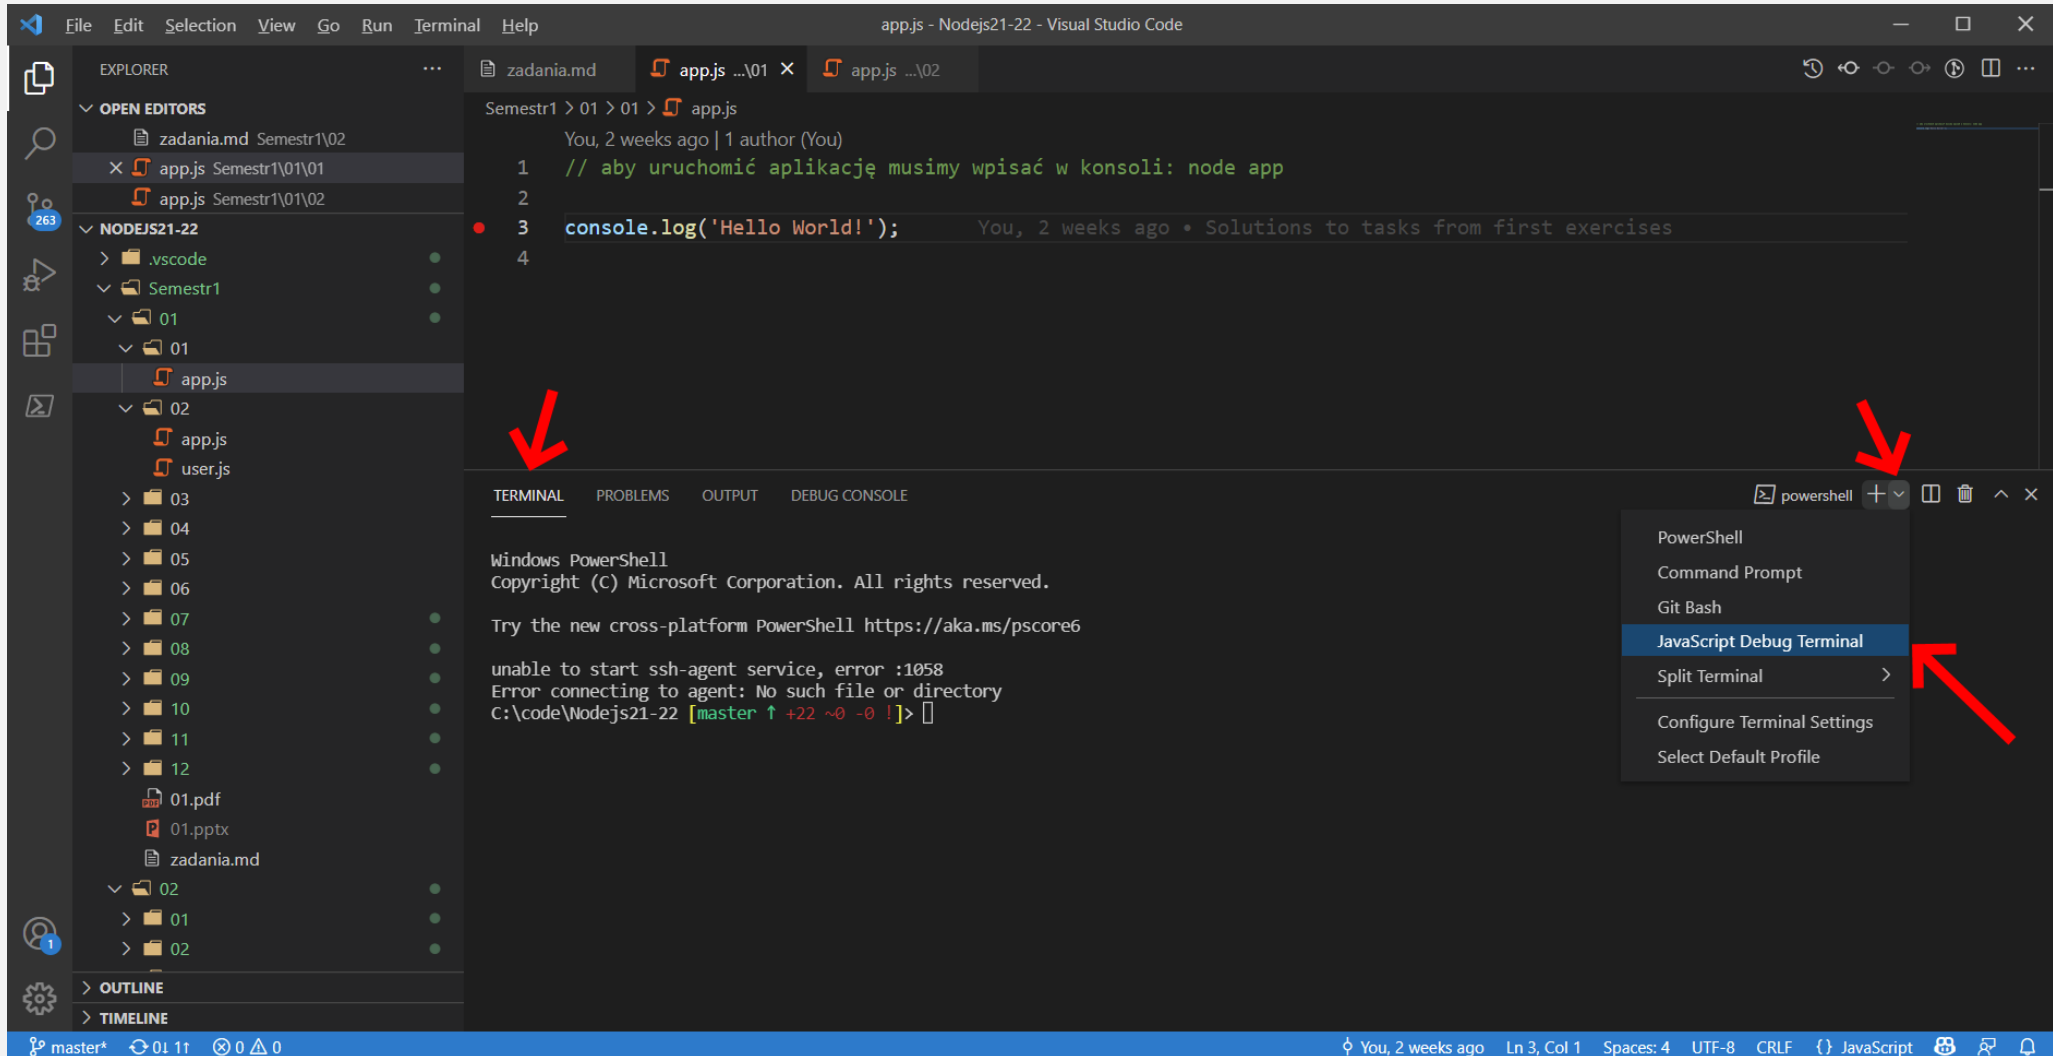 File Edit Selection View Go Run Terminal Help
app.js - Nodejs21-22 - Visual Studio Code
EXPLORER
OPEN EDITORS
zadania.md Semestr1\02
app.js Semestr1\01\01
app.js Semestr1\01\02
NODEJS21-22
.vscode
Semestr1
01
01
app.js
02
app.js
user.js
03
04
05
06
07
08
09
10
11
12
01.pdf
01.pptx
zadania.md
02
01
02
OUTLINE
TIMELINE
263
1
zadania.md
app.js ...\01
app.js ...\02
Semestr1 > 01 > 01 > app.js
You, 2 weeks ago | 1 author (You)
1 // aby uruchomić aplikację musimy wpisać w konsoli: node app
2
3 console.log('Hello World!'); You, 2 weeks ago • Solutions to tasks from first exercises
4
TERMINAL PROBLEMS OUTPUT DEBUG CONSOLE
powershell
Windows PowerShell
Copyright (C) Microsoft Corporation. All rights reserved.
Try the new cross-platform PowerShell https://aka.ms/pscore6
unable to start ssh-agent service, error :1058
Error connecting to agent: No such file or directory
C:\code\Nodejs21-22 [master ↑ +22 ~0 -0 !]>
PowerShell
Command Prompt
Git Bash
JavaScript Debug Terminal
Split Terminal
Configure Terminal Settings
Select Default Profile
master* 0↓ 1↑ 0 0
You, 2 weeks ago Ln 3, Col 1 Spaces: 4 UTF-8 CRLF {} JavaScript